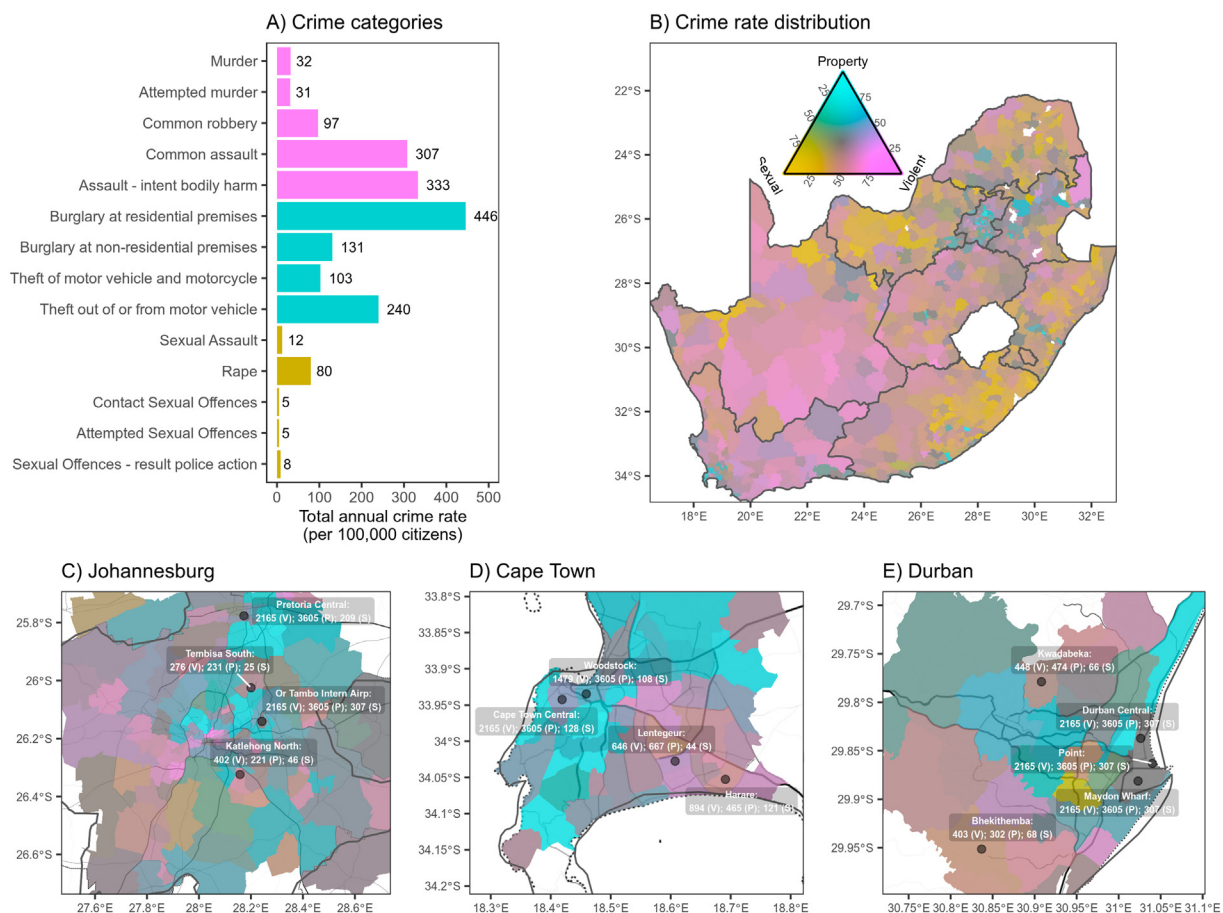 A) Crime categories
Murder
32
Attempted murder
31
Common robbery
97
Common assault
307
Assault - intent bodily harm
333
Burglary at residential premises
446
Burglary at non-residential premises
131
Theft of motor vehicle and motorcycle
103
Theft out of or from motor vehicle
240
Sexual Assault
12
Rape
80
Contact Sexual Offences
5
Attempted Sexual Offences
5
Sexual Offences - result police action
8
0 100 200 300 400 500
Total annual crime rate
(per 100,000 citizens)
B) Crime rate distribution
Property
Sexual
Violent
25
50
75
75
50
25
25
50
75
22°S
24°S
26°S
28°S
30°S
32°S
34°S
18°E 20°E 22°E 24°E 26°E 28°E 30°E 32°E
C) Johannesburg
Pretoria Central:
2165 (V); 3605 (P); 209 (S)
Tembisa South:
276 (V); 231 (P); 25 (S)
Or Tambo Intern Airp:
2165 (V); 3605 (P); 307 (S)
Katlehong North:
402 (V); 221 (P); 46 (S)
25.8°S
26°S
26.2°S
26.4°S
26.6°S
27.6°E 27.8°E 28°E 28.2°E 28.4°E 28.6°E
D) Cape Town
Woodstock:
1479 (V); 3605 (P); 108 (S)
Cape Town Central:
2165 (V); 3605 (P); 128 (S)
Lentegeur:
646 (V); 667 (P); 44 (S)
Harare:
894 (V); 465 (P); 121 (S)
33.8°S
33.85°S
33.9°S
33.95°S
34°S
34.05°S
34.1°S
34.15°S
34.2°S
18.3°E 18.4°E 18.5°E 18.6°E 18.7°E 18.8°E
E) Durban
Kwadabeka:
448 (V); 474 (P); 66 (S)
Durban Central:
2165 (V); 3605 (P); 307 (S)
Point:
2165 (V); 3605 (P); 307 (S)
Maydon Wharf:
2165 (V); 3605 (P); 307 (S)
Bhekithemba:
403 (V); 302 (P); 68 (S)
29.7°S
29.75°S
29.8°S
29.85°S
29.9°S
29.95°S
30.75°E 30.8°E 30.85°E 30.9°E 30.95°E 31°E 31.05°E 31.1°E